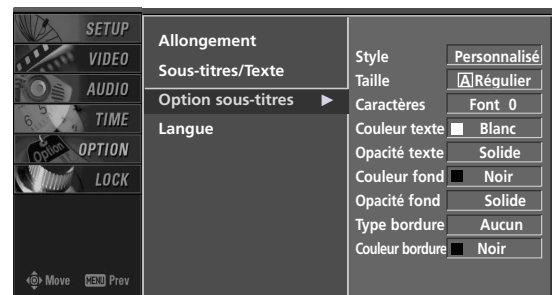 SETUP
VIDEO
AUDIO
TIME
OPTION
LOCK
Move MENU Prev
Allongement
Sous-titres/Texte
Option sous-titres
Langue
Style Personnalisé
Taille A Régulier
Caractères Font 0
Couleur texte Blanc
Opacité texte Solide
Couleur fond Noir
Opacité fond Solide
Type bordure Aucun
Couleur bordure Noir